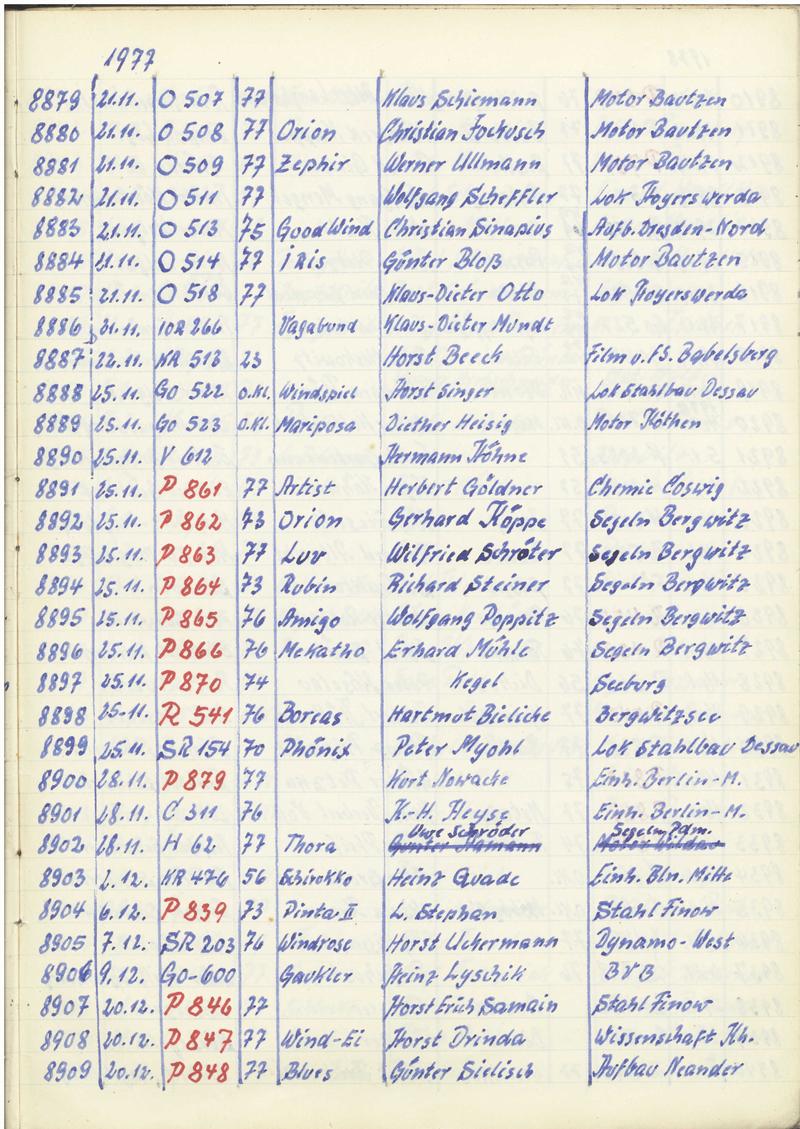 1977
8879 21.11. O 507 77 Klaus Schiemann Motor Bautzen
8880 21.11. O 508 77 Orion Christian Jochusch Motor Bautzen
8881 21.11. O 509 77 Zephir Werner Ullmann Motor Bautzen
8882 21.11. O 511 77 Wolfgang Scheffler Lok Hoyerswerda
8883 21.11. O 513 75 Good Wind Christian Sinapius Aufb. Dresden-Nord
8884 21.11. O 514 77 iRis Günter Bloß Motor Bautzen
8885 21.11. O 518 77 Klaus-Dieter Otto Lok Hoyerswerda
8886 21.11. 10R 266 Vagabund Klaus-Dieter Mundt
8887 22.11. KR 513 23 Horst Beeck Film u. FS. Babelsberg
8888 25.11. Go 522 o.Kl. Windspiel Horst Singer Lok Stahlbau Dessau
8889 25.11. Go 523 o.Kl. Mariposa Diether Heisig Motor Köthen
8890 25.11. V 612 Hermann Höhne
8891 25.11. P 861 77 Artist Herbert Göldner Chemie Coswig
8892 25.11. P 862 73 Orion Gerhard Köppe Segeln Bergwitz
8893 25.11. P 863 77 Luv Wilfried Schröter Segeln Bergwitz
8894 25.11. P 864 73 Rubin Richard Steiner Segeln Bergwitz
8895 25.11. P 865 76 Amigo Wolfgang Poppitz Segeln Bergwitz
8896 25.11. P 866 76 Mekatho Erhard Möhle Segeln Bergwitz
8897 25.11. P 870 74 Kegel Seeburg
8898 25.11. R 541 76 Boreas Hartmut Bieliche Bergwitzsee
8899 25.11. SR 154 70 Phönix Peter Myohl Lok Stahlbau Dessau
8900 28.11. P 879 77 Kurt Nowacke Einh. Berlin-M.
8901 28.11. C 311 76 K.-H. Heyse Einh. Berlin-M.
Uwe Schröder Segeln Pdm.
8902 28.11. H 62 77 Thora
8903 2.12. KR 476 56 Schirokko Heinz Quade Einh. Bln. Mitte
8904 6.12. P 839 73 Pinta II L. Stephan Stahl Finow
8905 7.12. SR 203 76 Windrose Horst Uckermann Dynamo-West
8906 9.12. Go-600 Gaukler Heinz Lyschik BVB
8907 20.12. P 846 77 Horst Erich Samain Stahl Finow
8908 20.12. P 847 77 Wind-Ei Horst Drinda Wissenschaft Hh.
8909 20.12. P 848 77 Blues Günter Sielisch Aufbau Neander